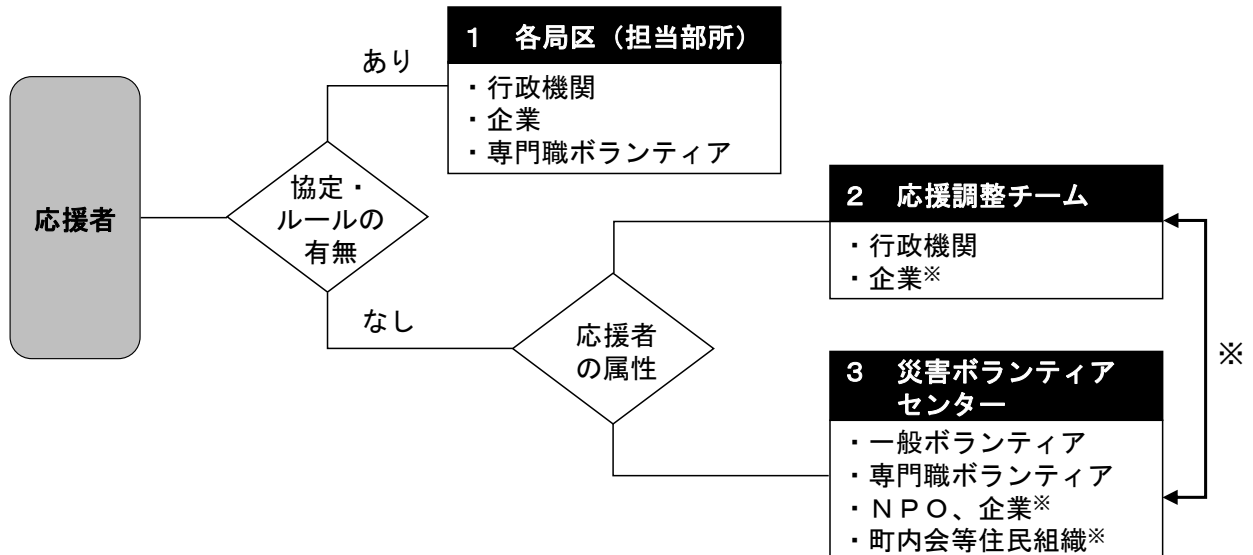 応援者
協定・
ルールの
有無
あり
１　各局区（担当部所）
・行政機関
・企業
・専門職ボランティア
なし
応援者
の属性
２　応援調整チーム
・行政機関
・企業※
３　災害ボランティア
センター
・一般ボランティア
・専門職ボランティア
・ＮＰＯ、企業※
・町内会等住民組織※
※